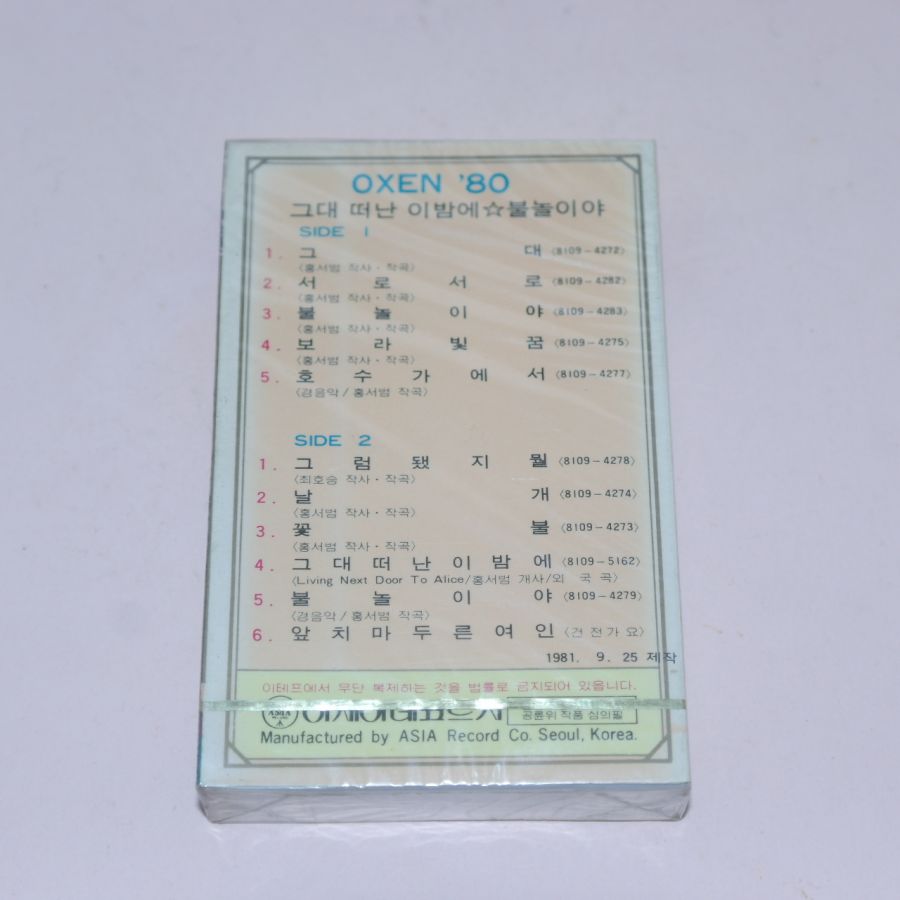 OXEN '80
그대 떠난 이밤에☆불놀이야
SIDE 1
1. 그 대 〈8109-4272〉
〈홍서범 작사·작곡〉
2. 서 로 서 로 〈8109-4282〉
〈홍서범 작사·작곡〉
3. 불 놀 이 야 〈8109-4283〉
〈홍서범 작사·작곡〉
4. 보 라 빛 꿈 〈8109-4275〉
〈홍서범 작사·작곡〉
5. 호 수 가 에 서 〈8109-4277〉
〈경음악/홍서범 작곡〉
SIDE 2
1. 그 럼 됐 지 뭘 〈8109-4278〉
〈최호승 작사·작곡〉
2. 날 개 〈8109-4274〉
〈홍서범 작사·작곡〉
3. 꽃 불 〈8109-4273〉
〈홍서범 작사·작곡〉
4. 그 대 떠 난 이 밤 에 〈8109-5162〉
〈Living Next Door To Alice/홍서범 개사/외 국 곡〉
5. 불 놀 이 야 〈8109-4279〉
〈경음악/홍서범 작곡〉
6. 앞 치 마 두 른 여 인 〈건 전 가 요〉
1981. 9. 25 제작
이테프에서 무단 복제하는 것을 법률로 금지되어 있읍니다.
ASIA 아세아레코드사 공륜위 작품 심의필
Manufactured by ASIA Record Co. Seoul, Korea.